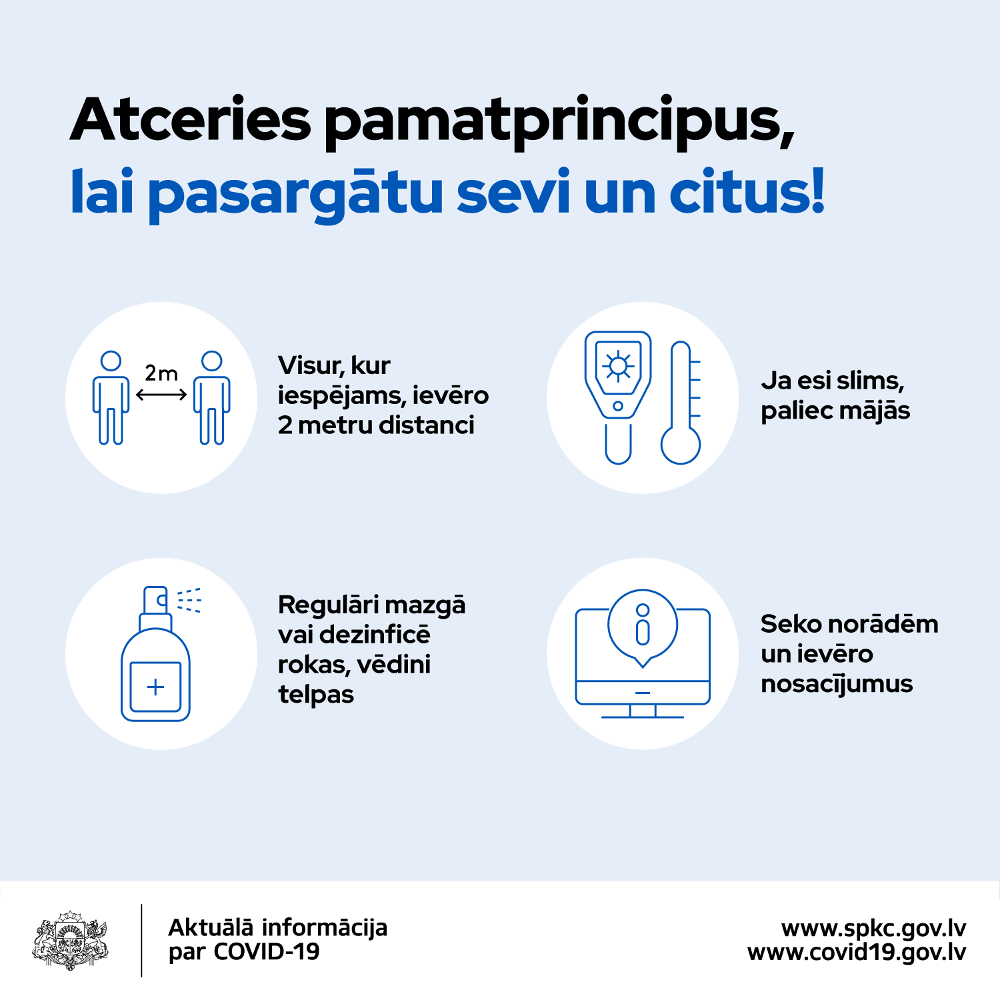 Atceries pamatprincipus,
lai pasargātu sevi un citus!
2m
Visur, kur
iespējams, ievēro
2 metru distanci
Ja esi slims,
paliec mājās
Regulāri mazgā
vai dezinficē
rokas, vēdini
telpas
Seko norādēm
un ievēro
nosacījumus
Aktuālā informācija
par COVID-19
www.spkc.gov.lv
www.covid19.gov.lv